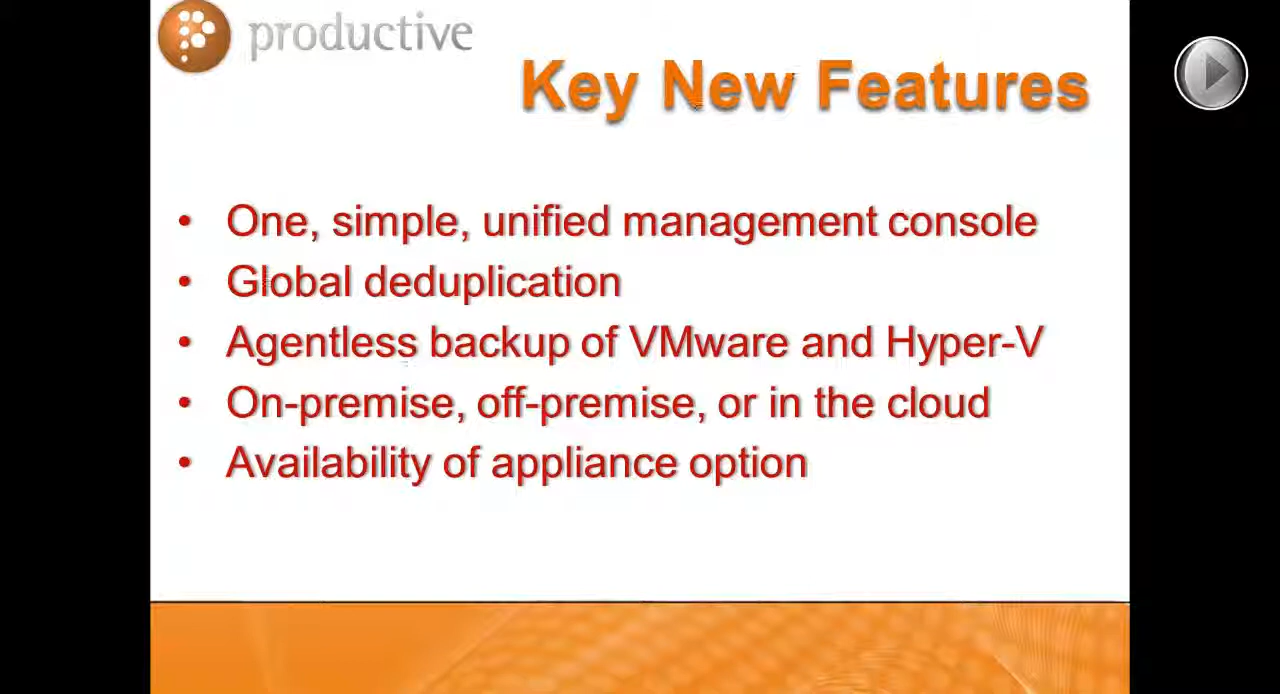 productive
Key New Features
• One, simple, unified management console
• Global deduplication
• Agentless backup of VMware and Hyper-V
• On-premise, off-premise, or in the cloud
• Availability of appliance option